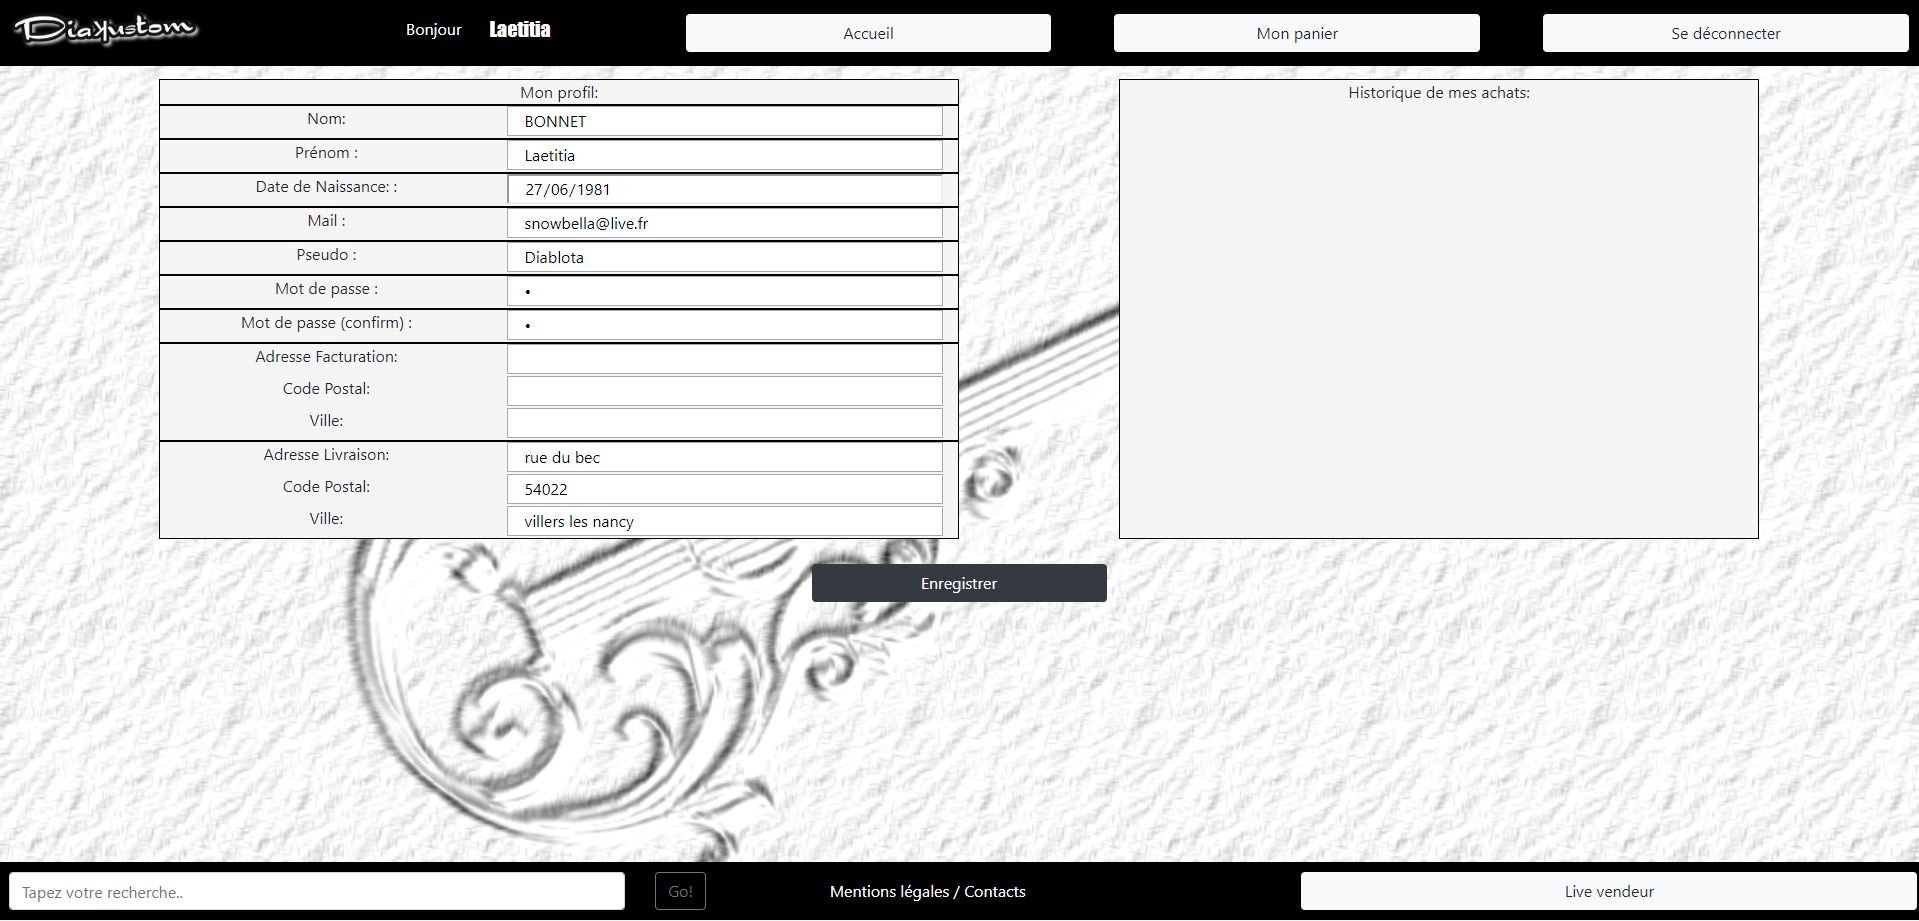 Diakustom
Bonjour Laetitia
Accueil
Mon panier
Se déconnecter
Mon profil:
Nom: BONNET
Prénom : Laetitia
Date de Naissance: : 27/06/1981
Mail : snowbella@live.fr
Pseudo : Diablota
Mot de passe : •
Mot de passe (confirm) : •
Adresse Facturation:
Code Postal:
Ville:
Adresse Livraison: rue du bec
Code Postal: 54022
Ville: villers les nancy
Historique de mes achats:
Enregistrer
Tapez votre recherche..
Go!
Mentions légales / Contacts
Live vendeur